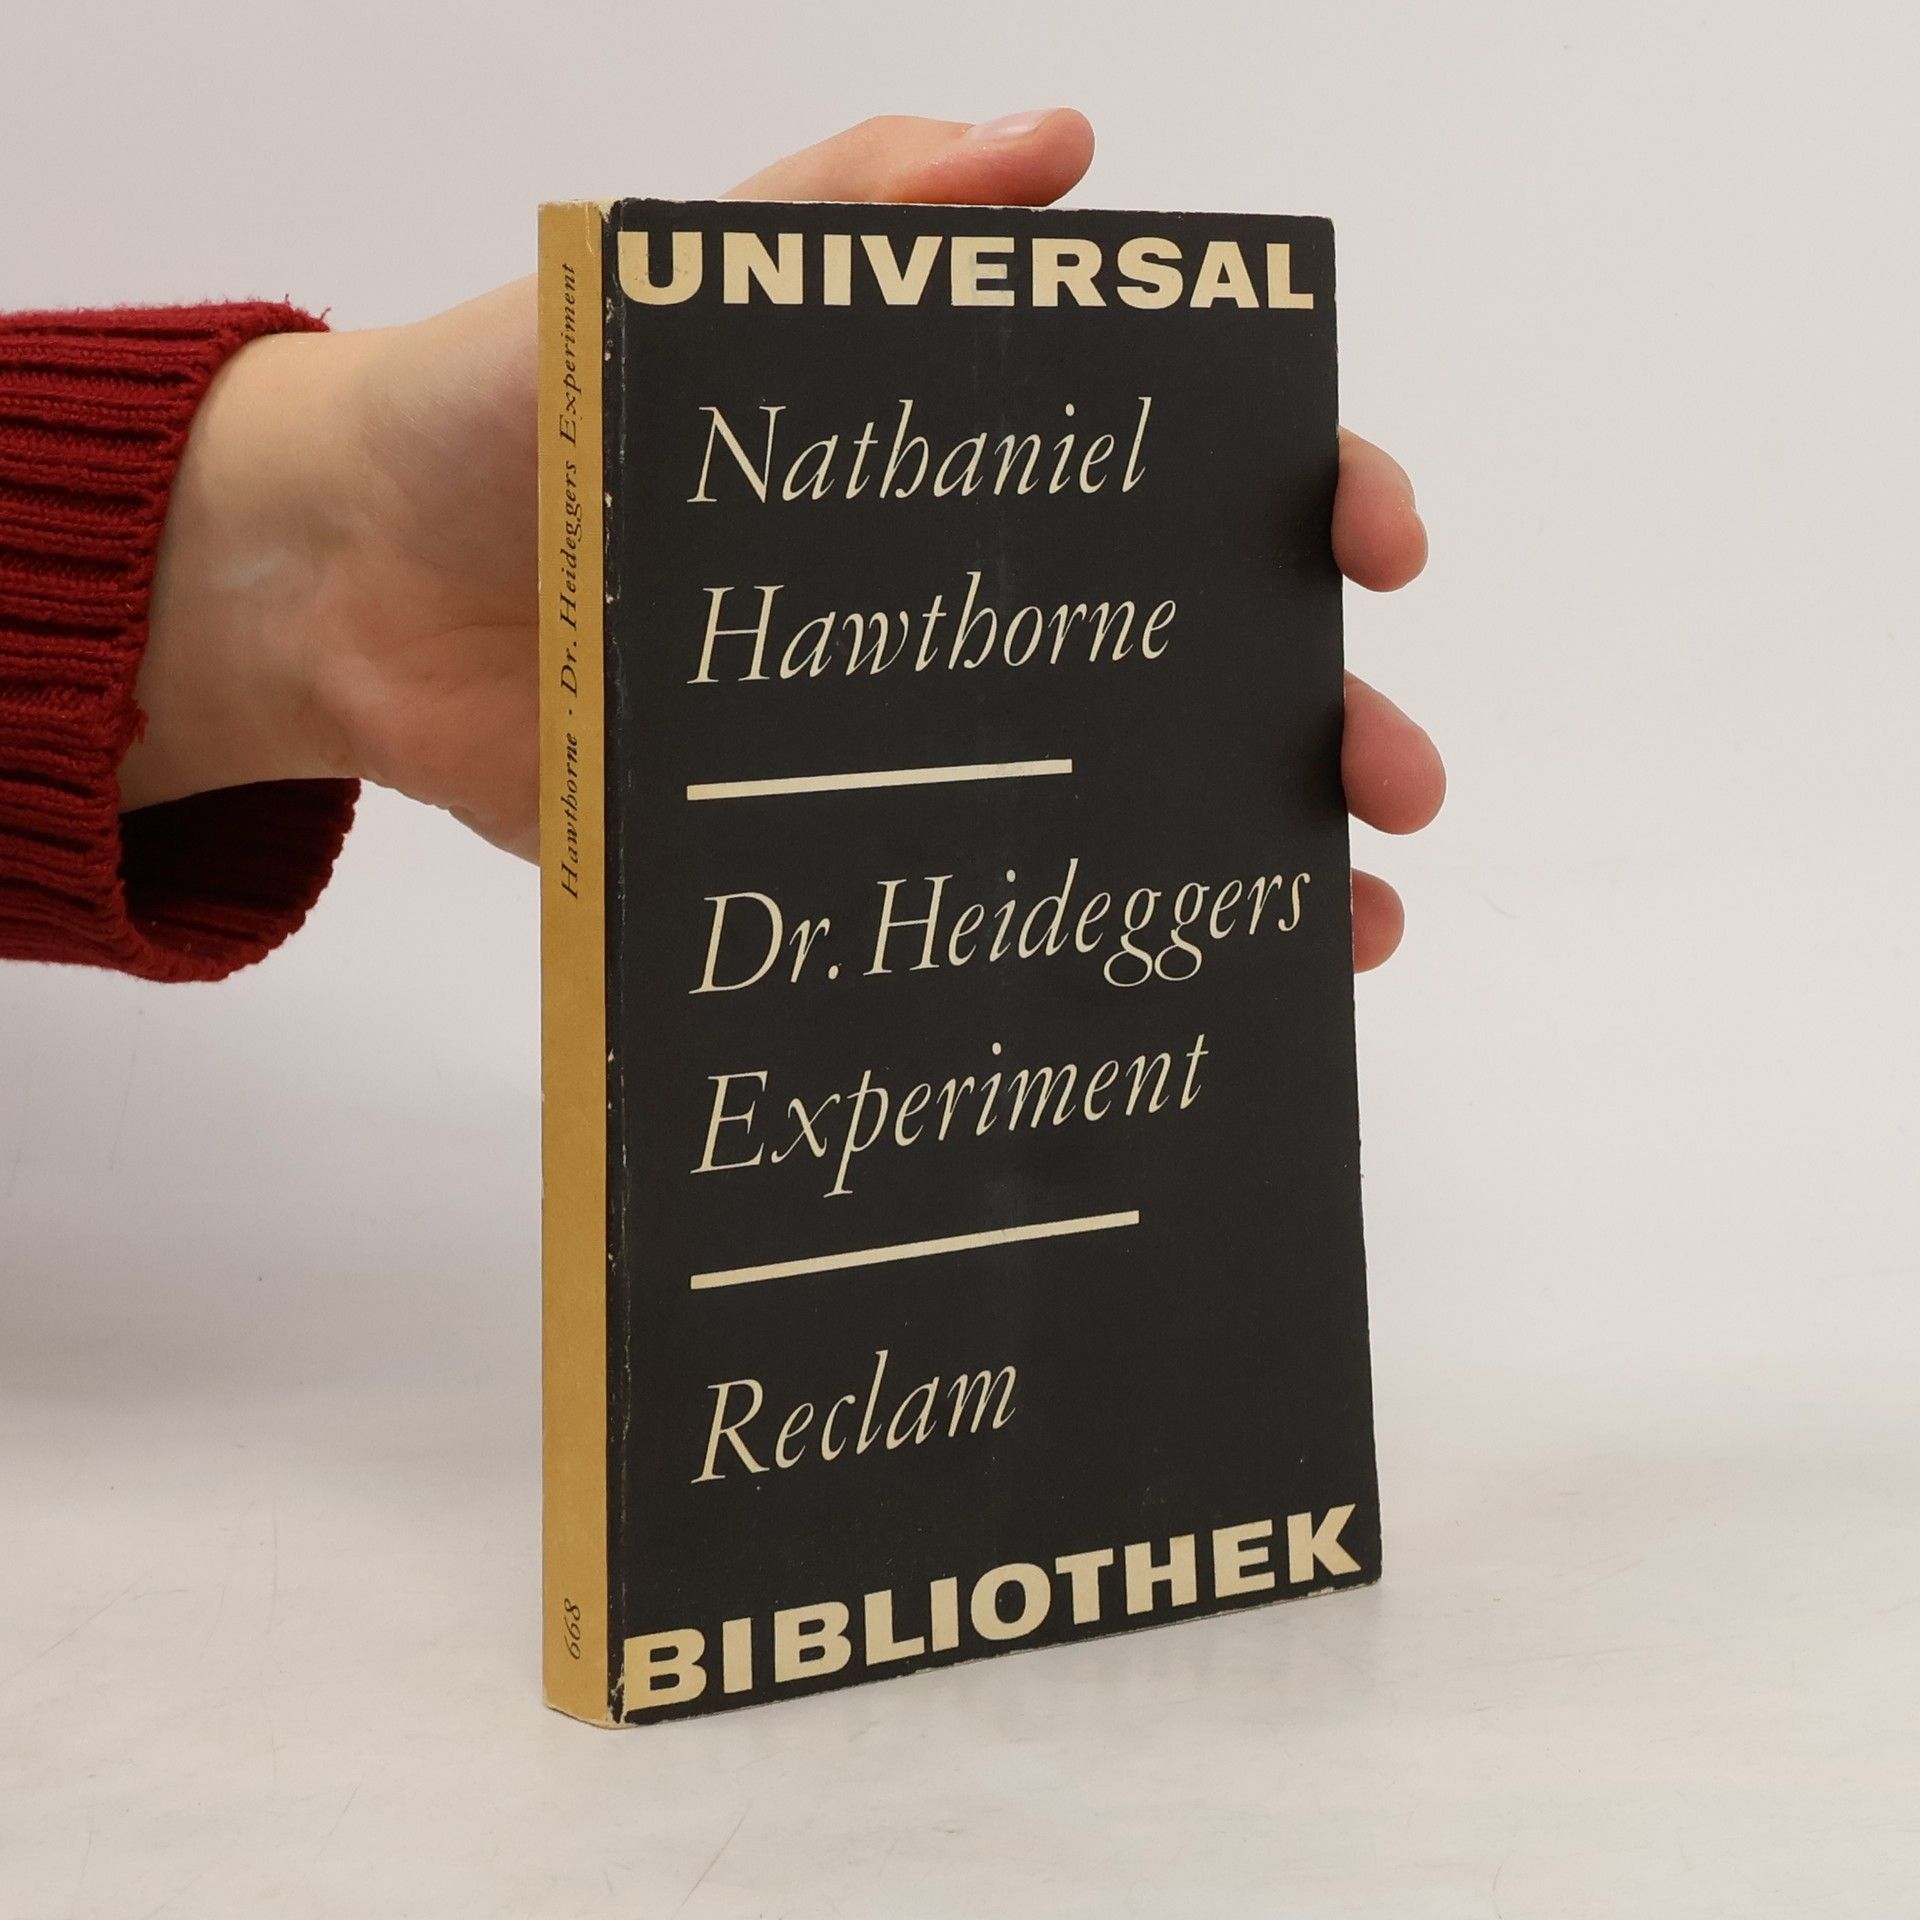 UNIVERSAL
Nathaniel
Hawthorne
Dr. Heideggers
Experiment
Reclam
BIBLIOTHEK
Hawthorne · Dr. Heideggers Experiment
668